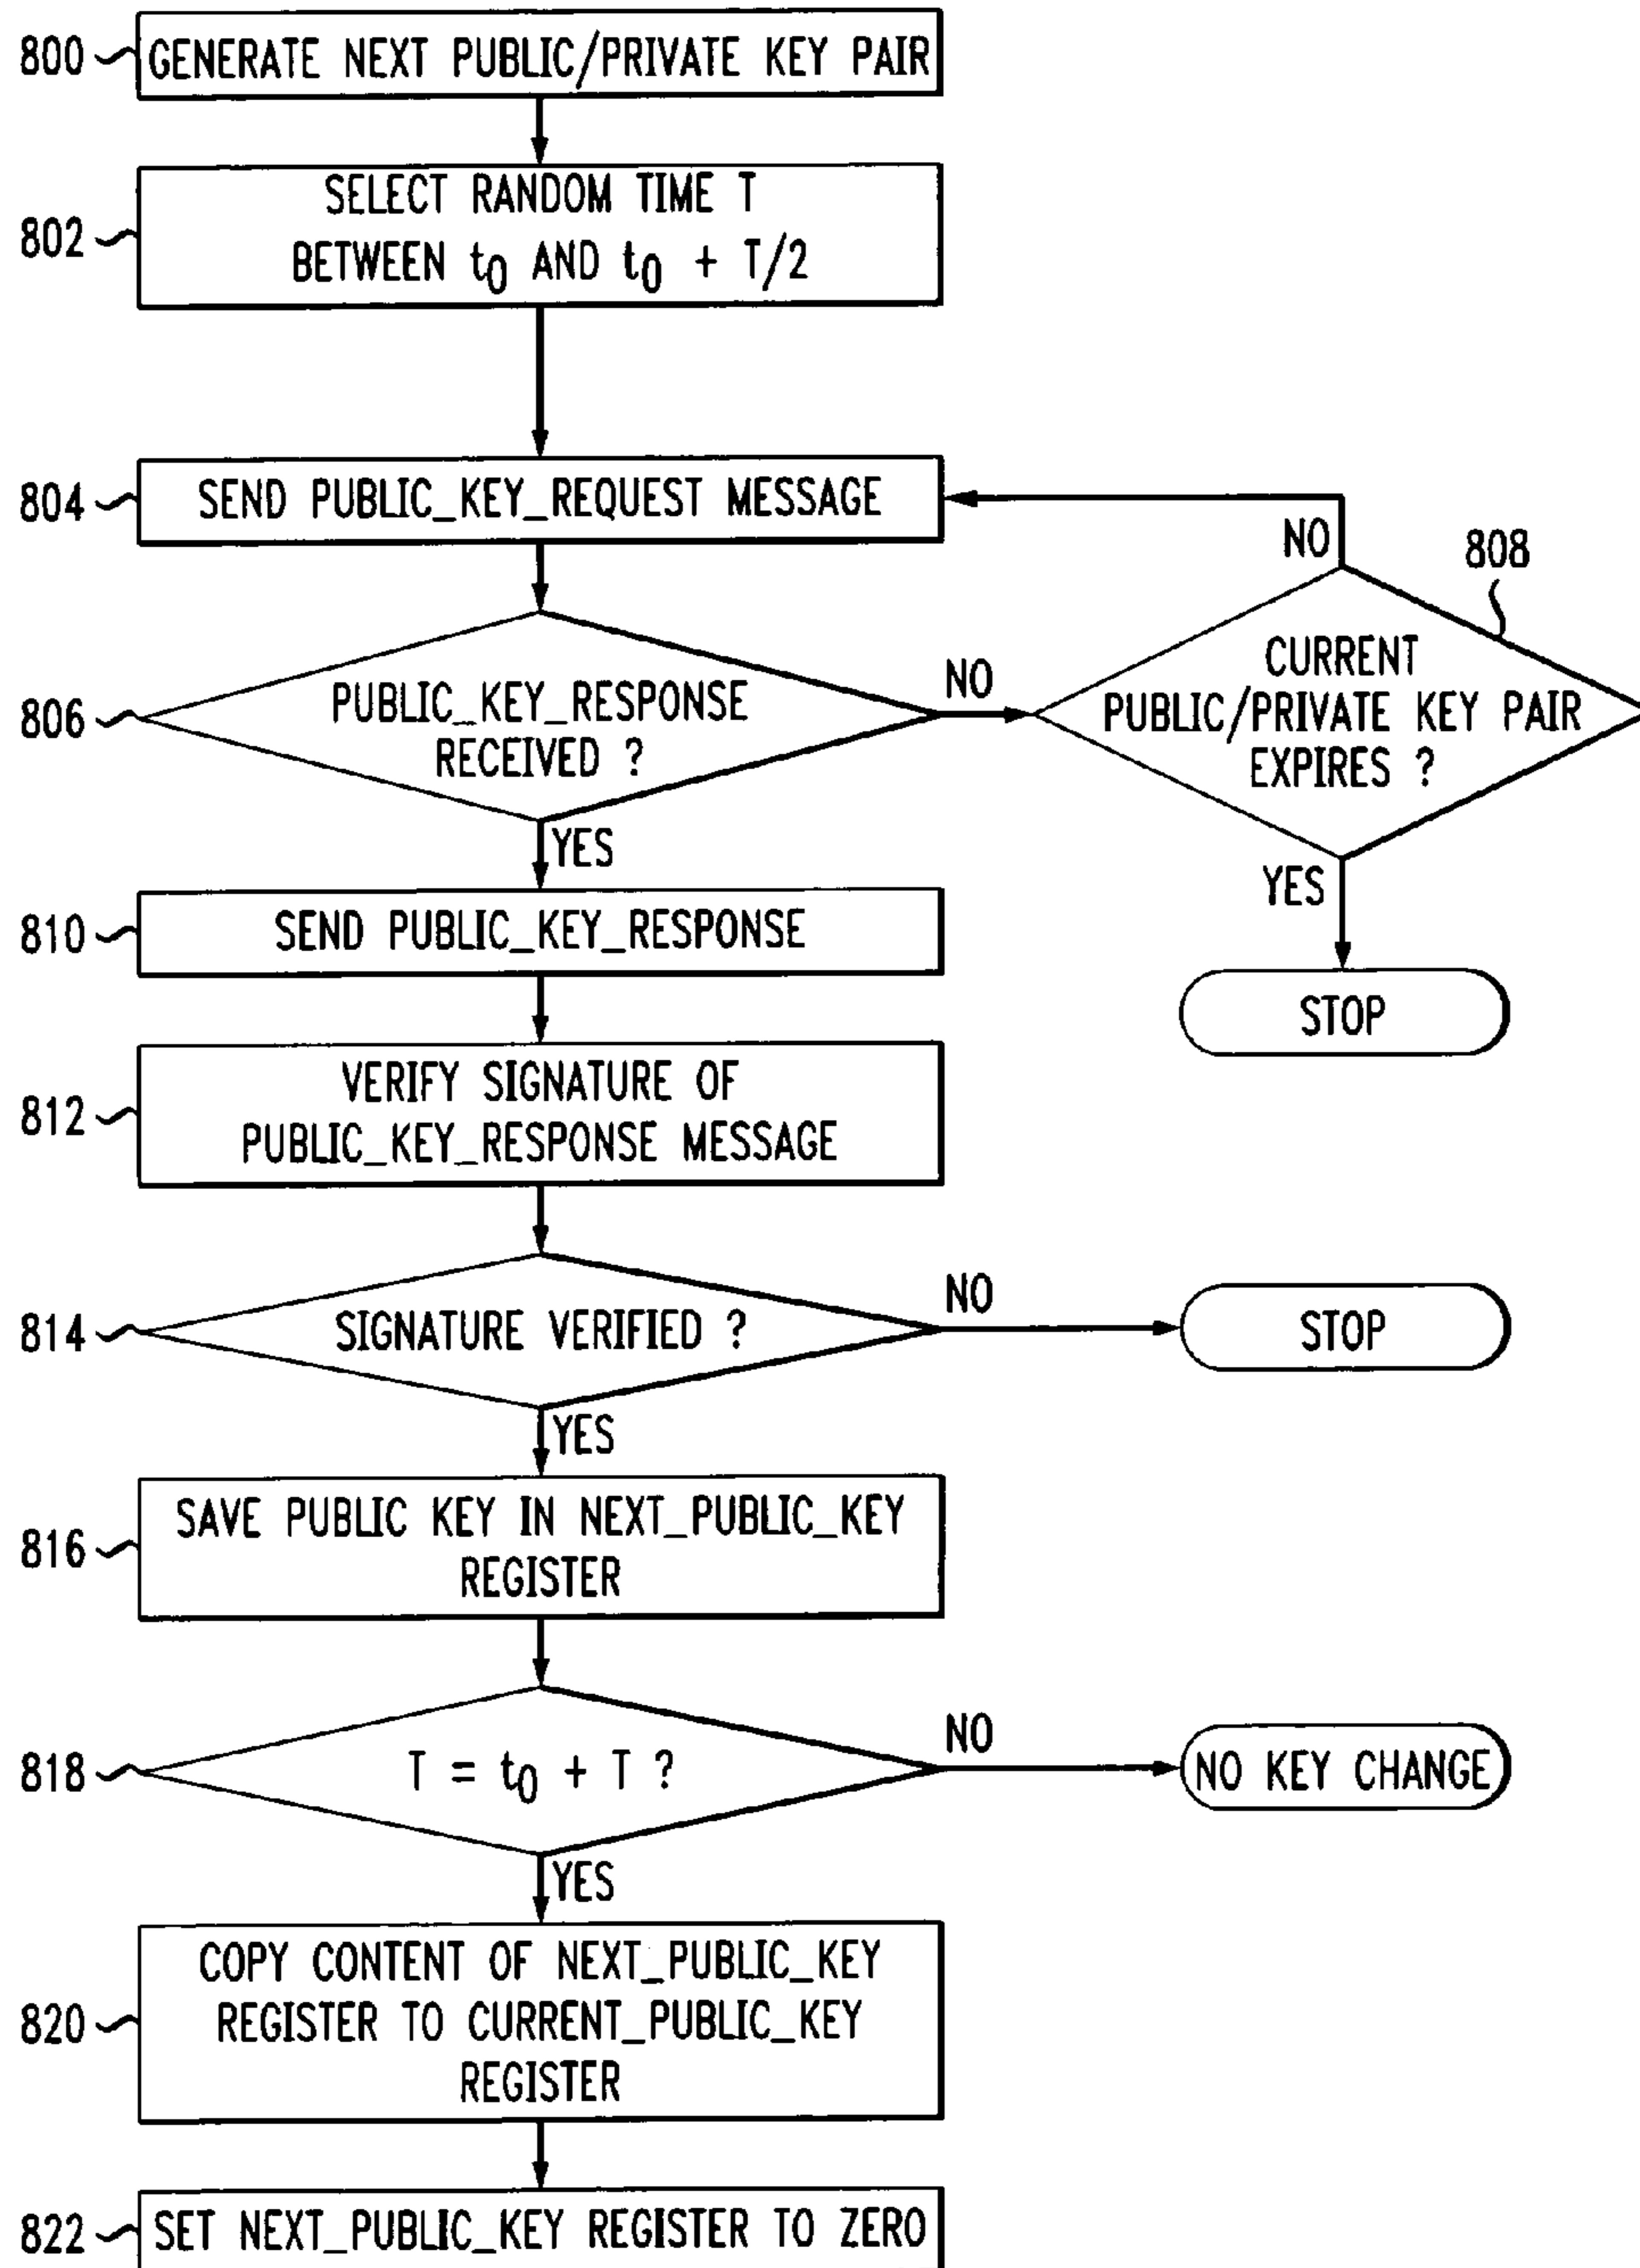 800
GENERATE NEXT PUBLIC/PRIVATE KEY PAIR
802
SELECT RANDOM TIME T
BETWEEN t0 AND t0 + T/2
804
SEND PUBLIC_KEY_REQUEST MESSAGE
NO
808
806
PUBLIC_KEY_RESPONSE
RECEIVED ?
NO
CURRENT
PUBLIC/PRIVATE KEY PAIR
EXPIRES ?
YES
YES
810
SEND PUBLIC_KEY_RESPONSE
STOP
812
VERIFY SIGNATURE OF
PUBLIC_KEY_RESPONSE MESSAGE
814
SIGNATURE VERIFIED ?
NO
STOP
YES
816
SAVE PUBLIC KEY IN NEXT_PUBLIC_KEY
REGISTER
818
T = t0 + T ?
NO
NO KEY CHANGE
YES
820
COPY CONTENT OF NEXT_PUBLIC_KEY
REGISTER TO CURRENT_PUBLIC_KEY
REGISTER
822
SET NEXT_PUBLIC_KEY REGISTER TO ZERO